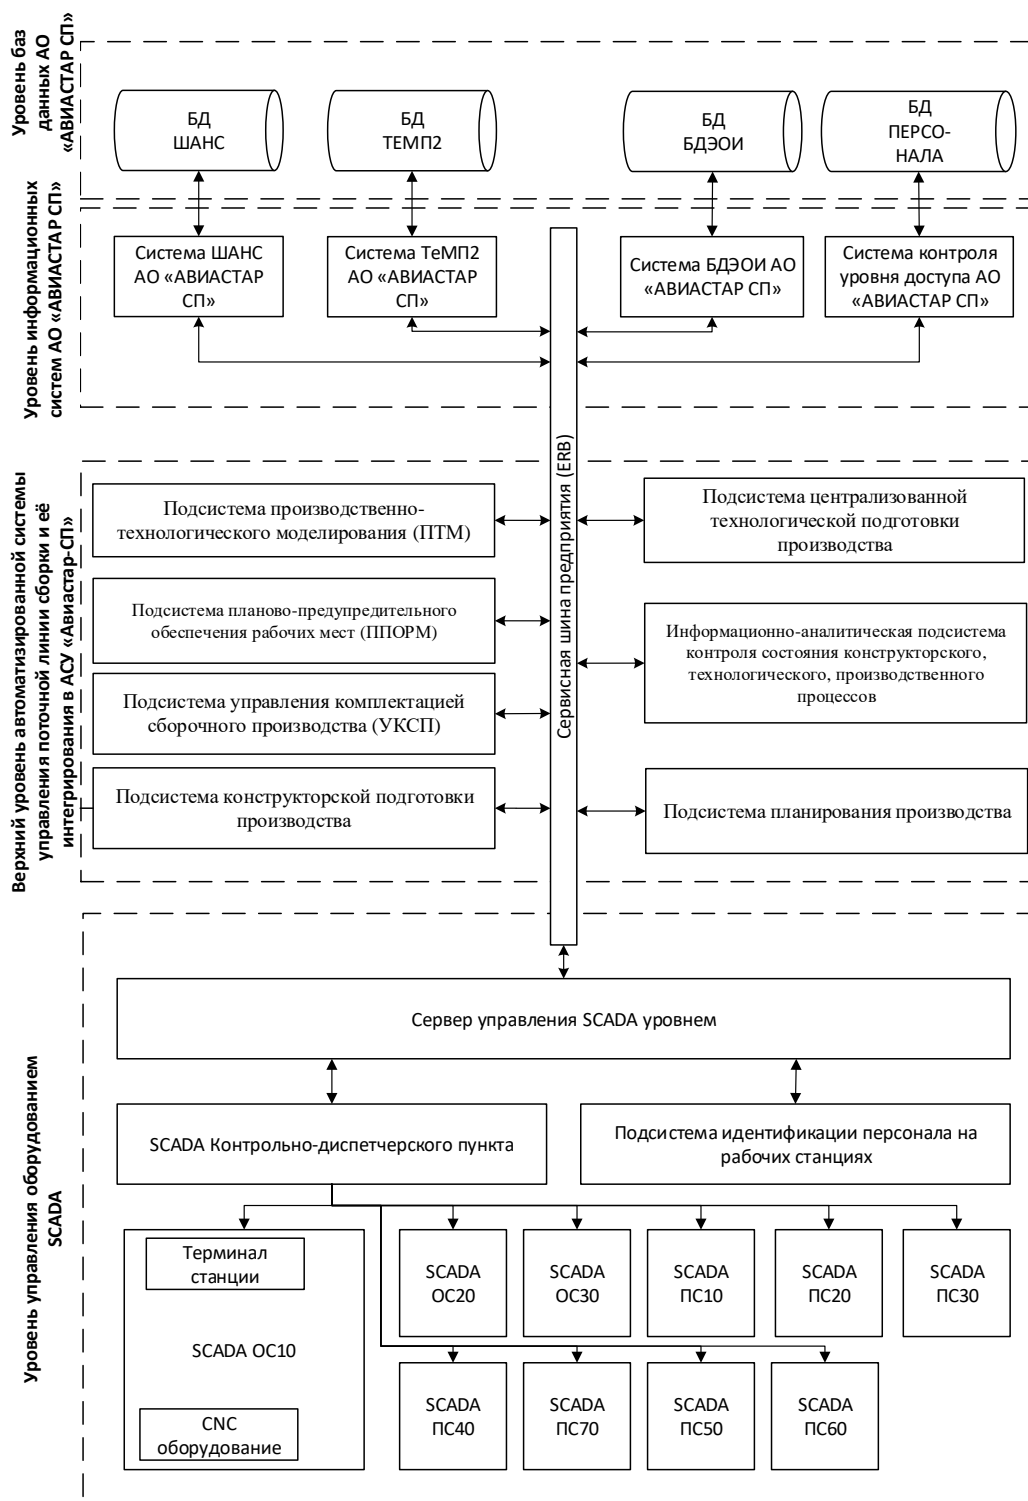 Уровень баз
данных АО
«АВИАСТАР СП»
БД
ШАНС
БД
ТЕМП2
БД
БДЭОИ
БД
ПЕРСО-
НАЛА
Уровень информационных
систем АО «АВИАСТАР СП»
Система ШАНС
АО «АВИАСТАР
СП»
Система ТеМП2
АО «АВИАСТАР
СП»
Система БДЭОИ АО
«АВИАСТАР СП»
Система контроля
уровня доступа АО
«АВИАСТАР СП»
Сервисная шина предприятия (ERB)
Верхний уровень автоматизированной системы
управления поточной линии сборки и её
интегрирования в АСУ «Авиастар-СП»
Подсистема производственно-
технологического моделирования (ПТМ)
Подсистема централизованной
технологической подготовки
производства
Подсистема планово-предупредительного
обеспечения рабочих мест (ППОРМ)
Информационно-аналитическая подсистема
контроля состояния конструкторского,
технологического, производственного
процессов
Подсистема управления комплектацией
сборочного производства (УКСП)
Подсистема конструкторской подготовки
производства
Подсистема планирования производства
Уровень управления оборудованием
SCADA
Сервер управления SCADA уровнем
SCADA Контрольно-диспетчерского пункта
Подсистема идентификации персонала на
рабочих станциях
Терминал
станции
SCADA ОС10
CNC
оборудование
SCADA
ОС20
SCADA
ОС30
SCADA
ПС10
SCADA
ПС20
SCADA
ПС30
SCADA
ПС40
SCADA
ПС70
SCADA
ПС50
SCADA
ПС60